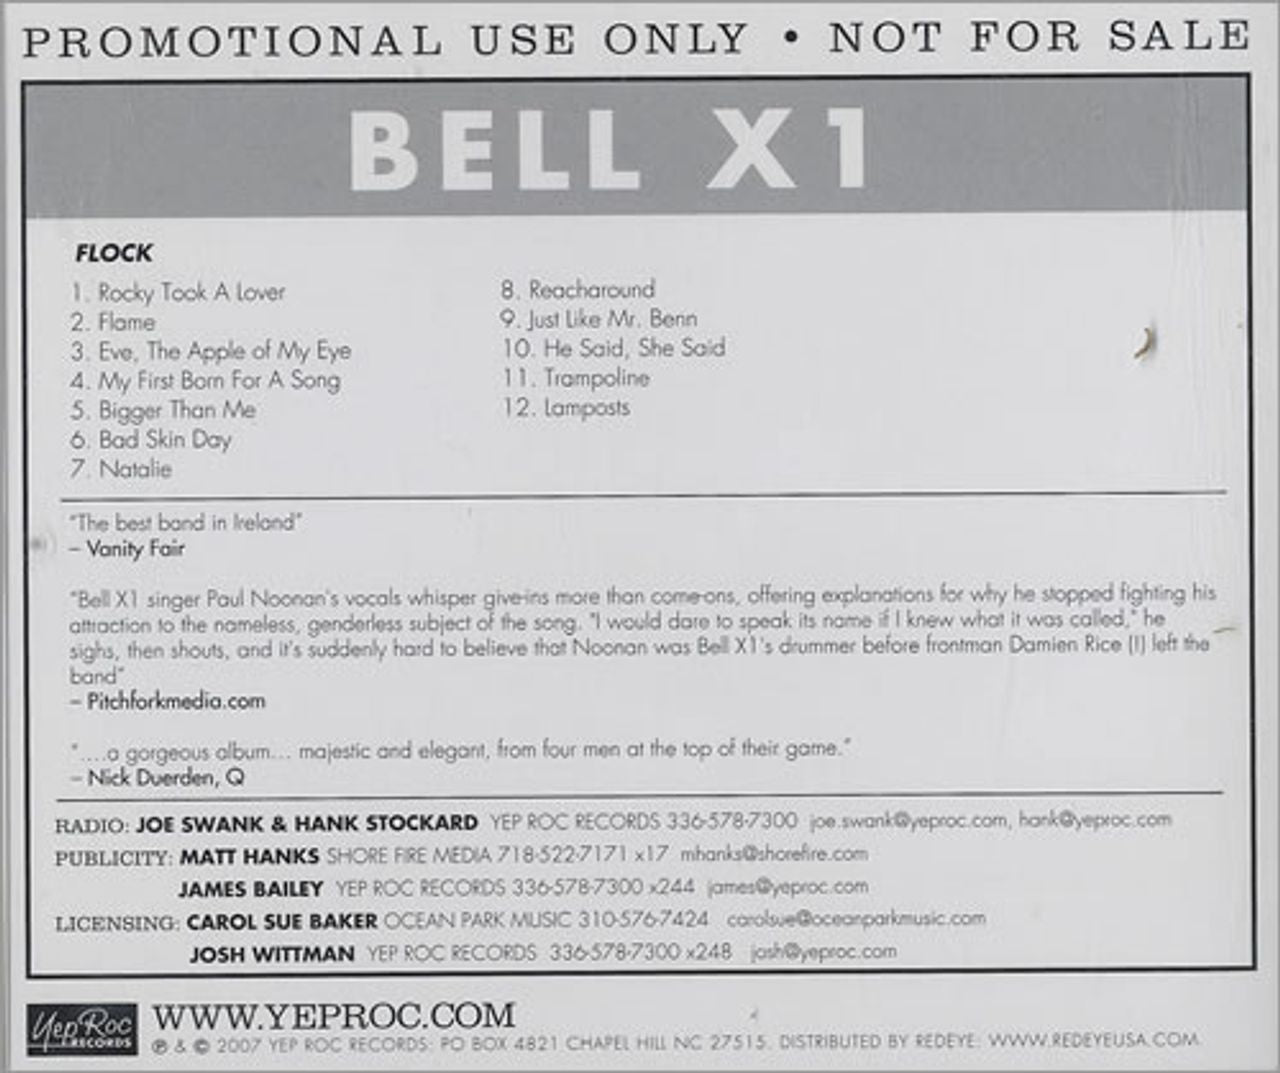 PROMOTIONAL USE ONLY • NOT FOR SALE
BELL X1
FLOCK
1. Rocky Took A Lover
2. Flame
3. Eve, The Apple of My Eye
4. My First Born For A Song
5. Bigger Than Me
6. Bad Skin Day
7. Natalie
8. Reacharound
9. Just Like Mr. Benn
10. He Said, She Said
11. Trampoline
12. Lamposts
"The best band in Ireland"
– Vanity Fair
"Bell X1 singer Paul Noonan's vocals whisper give-ins more than come-ons, offering explanations for why he stopped fighting his
attraction to the nameless, genderless subject of the song. "I would dare to speak its name if I knew what it was called," he
sighs, then shouts, and it's suddenly hard to believe that Noonan was Bell X1's drummer before frontman Damien Rice (!) left the
band"
– Pitchforkmedia.com
"....a gorgeous album... majestic and elegant, from four men at the top of their game."
– Nick Duerden, Q
RADIO: JOE SWANK & HANK STOCKARD YEP ROC RECORDS 336-578-7300 joe.swank@yeproc.com, hank@yeproc.com
PUBLICITY: MATT HANKS SHORE FIRE MEDIA 718-522-7171 x17 mhanks@shorefire.com
JAMES BAILEY YEP ROC RECORDS 336-578-7300 x244 james@yeproc.com
LICENSING: CAROL SUE BAKER OCEAN PARK MUSIC 310-576-7424 carolsue@oceanparkmusic.com
JOSH WITTMAN YEP ROC RECORDS 336-578-7300 x248 josh@yeproc.com
Yep Roc
RECORDS
WWW.YEPROC.COM
℗ & © 2007 YEP ROC RECORDS: PO BOX 4821 CHAPEL HILL NC 27515. DISTRIBUTED BY REDEYE: WWW.REDEYEUSA.COM